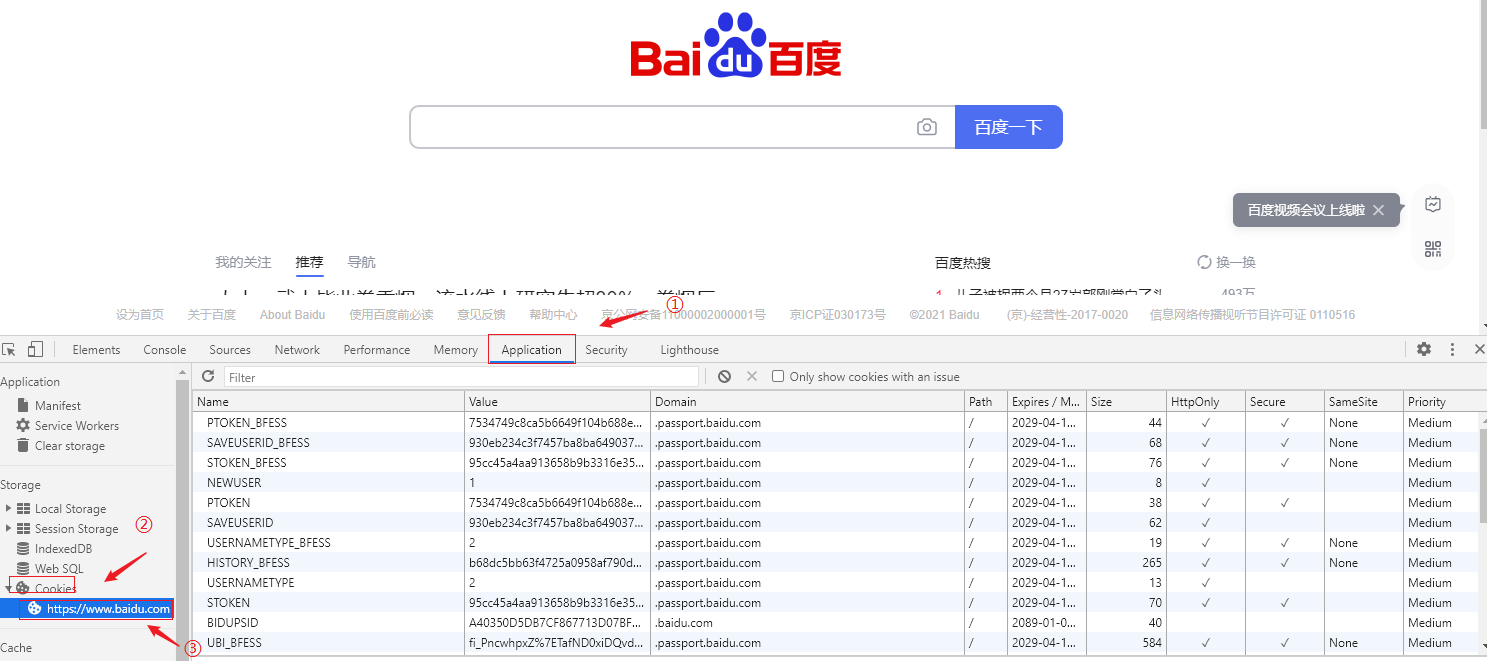 Bai du 百度
百度一下
百度视频会议上线啦
我的关注 推荐 导航 百度热搜 换一换
493万
①
设为首页 关于百度 About Baidu 使用百度前必读 意见反馈 帮助中心 京公网安备11000002000001号 京ICP证030173号 ©2021 Baidu (京)-经营性-2017-0020 信息网络传播视听节目许可证 0110516
Elements Console Sources Network Performance Memory Application Security Lighthouse
Application
Manifest
Service Workers
Clear storage
Storage
Local Storage
Session Storage ②
IndexedDB
Web SQL
Cookies
https://www.baidu.com
③
Cache
Filter Only show cookies with an issue
Name Value Domain Path Expires / M... Size HttpOnly Secure SameSite Priority
PTOKEN_BFESS 7534749c8ca5b6649f104b688e... .passport.baidu.com / 2029-04-1... 44 ✓ ✓ None Medium
SAVEUSERID_BFESS 930eb234c3f7457ba8ba649037... .passport.baidu.com / 2029-04-1... 68 ✓ ✓ None Medium
STOKEN_BFESS 95cc45a4aa913658b9b3316e35... .passport.baidu.com / 2029-04-1... 76 ✓ ✓ None Medium
NEWUSER 1 .passport.baidu.com / 2029-04-1... 8 ✓ Medium
PTOKEN 7534749c8ca5b6649f104b688e... .passport.baidu.com / 2029-04-1... 38 ✓ ✓ Medium
SAVEUSERID 930eb234c3f7457ba8ba649037... .passport.baidu.com / 2029-04-1... 62 ✓ Medium
USERNAMETYPE_BFESS 2 .passport.baidu.com / 2029-04-1... 19 ✓ ✓ None Medium
HISTORY_BFESS b68dc5bb63f4725a0958af790d... .passport.baidu.com / 2029-04-1... 265 ✓ ✓ None Medium
USERNAMETYPE 2 .passport.baidu.com / 2029-04-1... 13 ✓ Medium
STOKEN 95cc45a4aa913658b9b3316e35... .passport.baidu.com / 2029-04-1... 70 ✓ ✓ Medium
BIDUPSID A40350D5DB7CF867713D07BF... .baidu.com / 2089-01-0... 40 Medium
UBI_BFESS fi_PncwhpxZ%7ETafND0xiDQvd... .passport.baidu.com / 2029-04-1... 584 ✓ ✓ None Medium